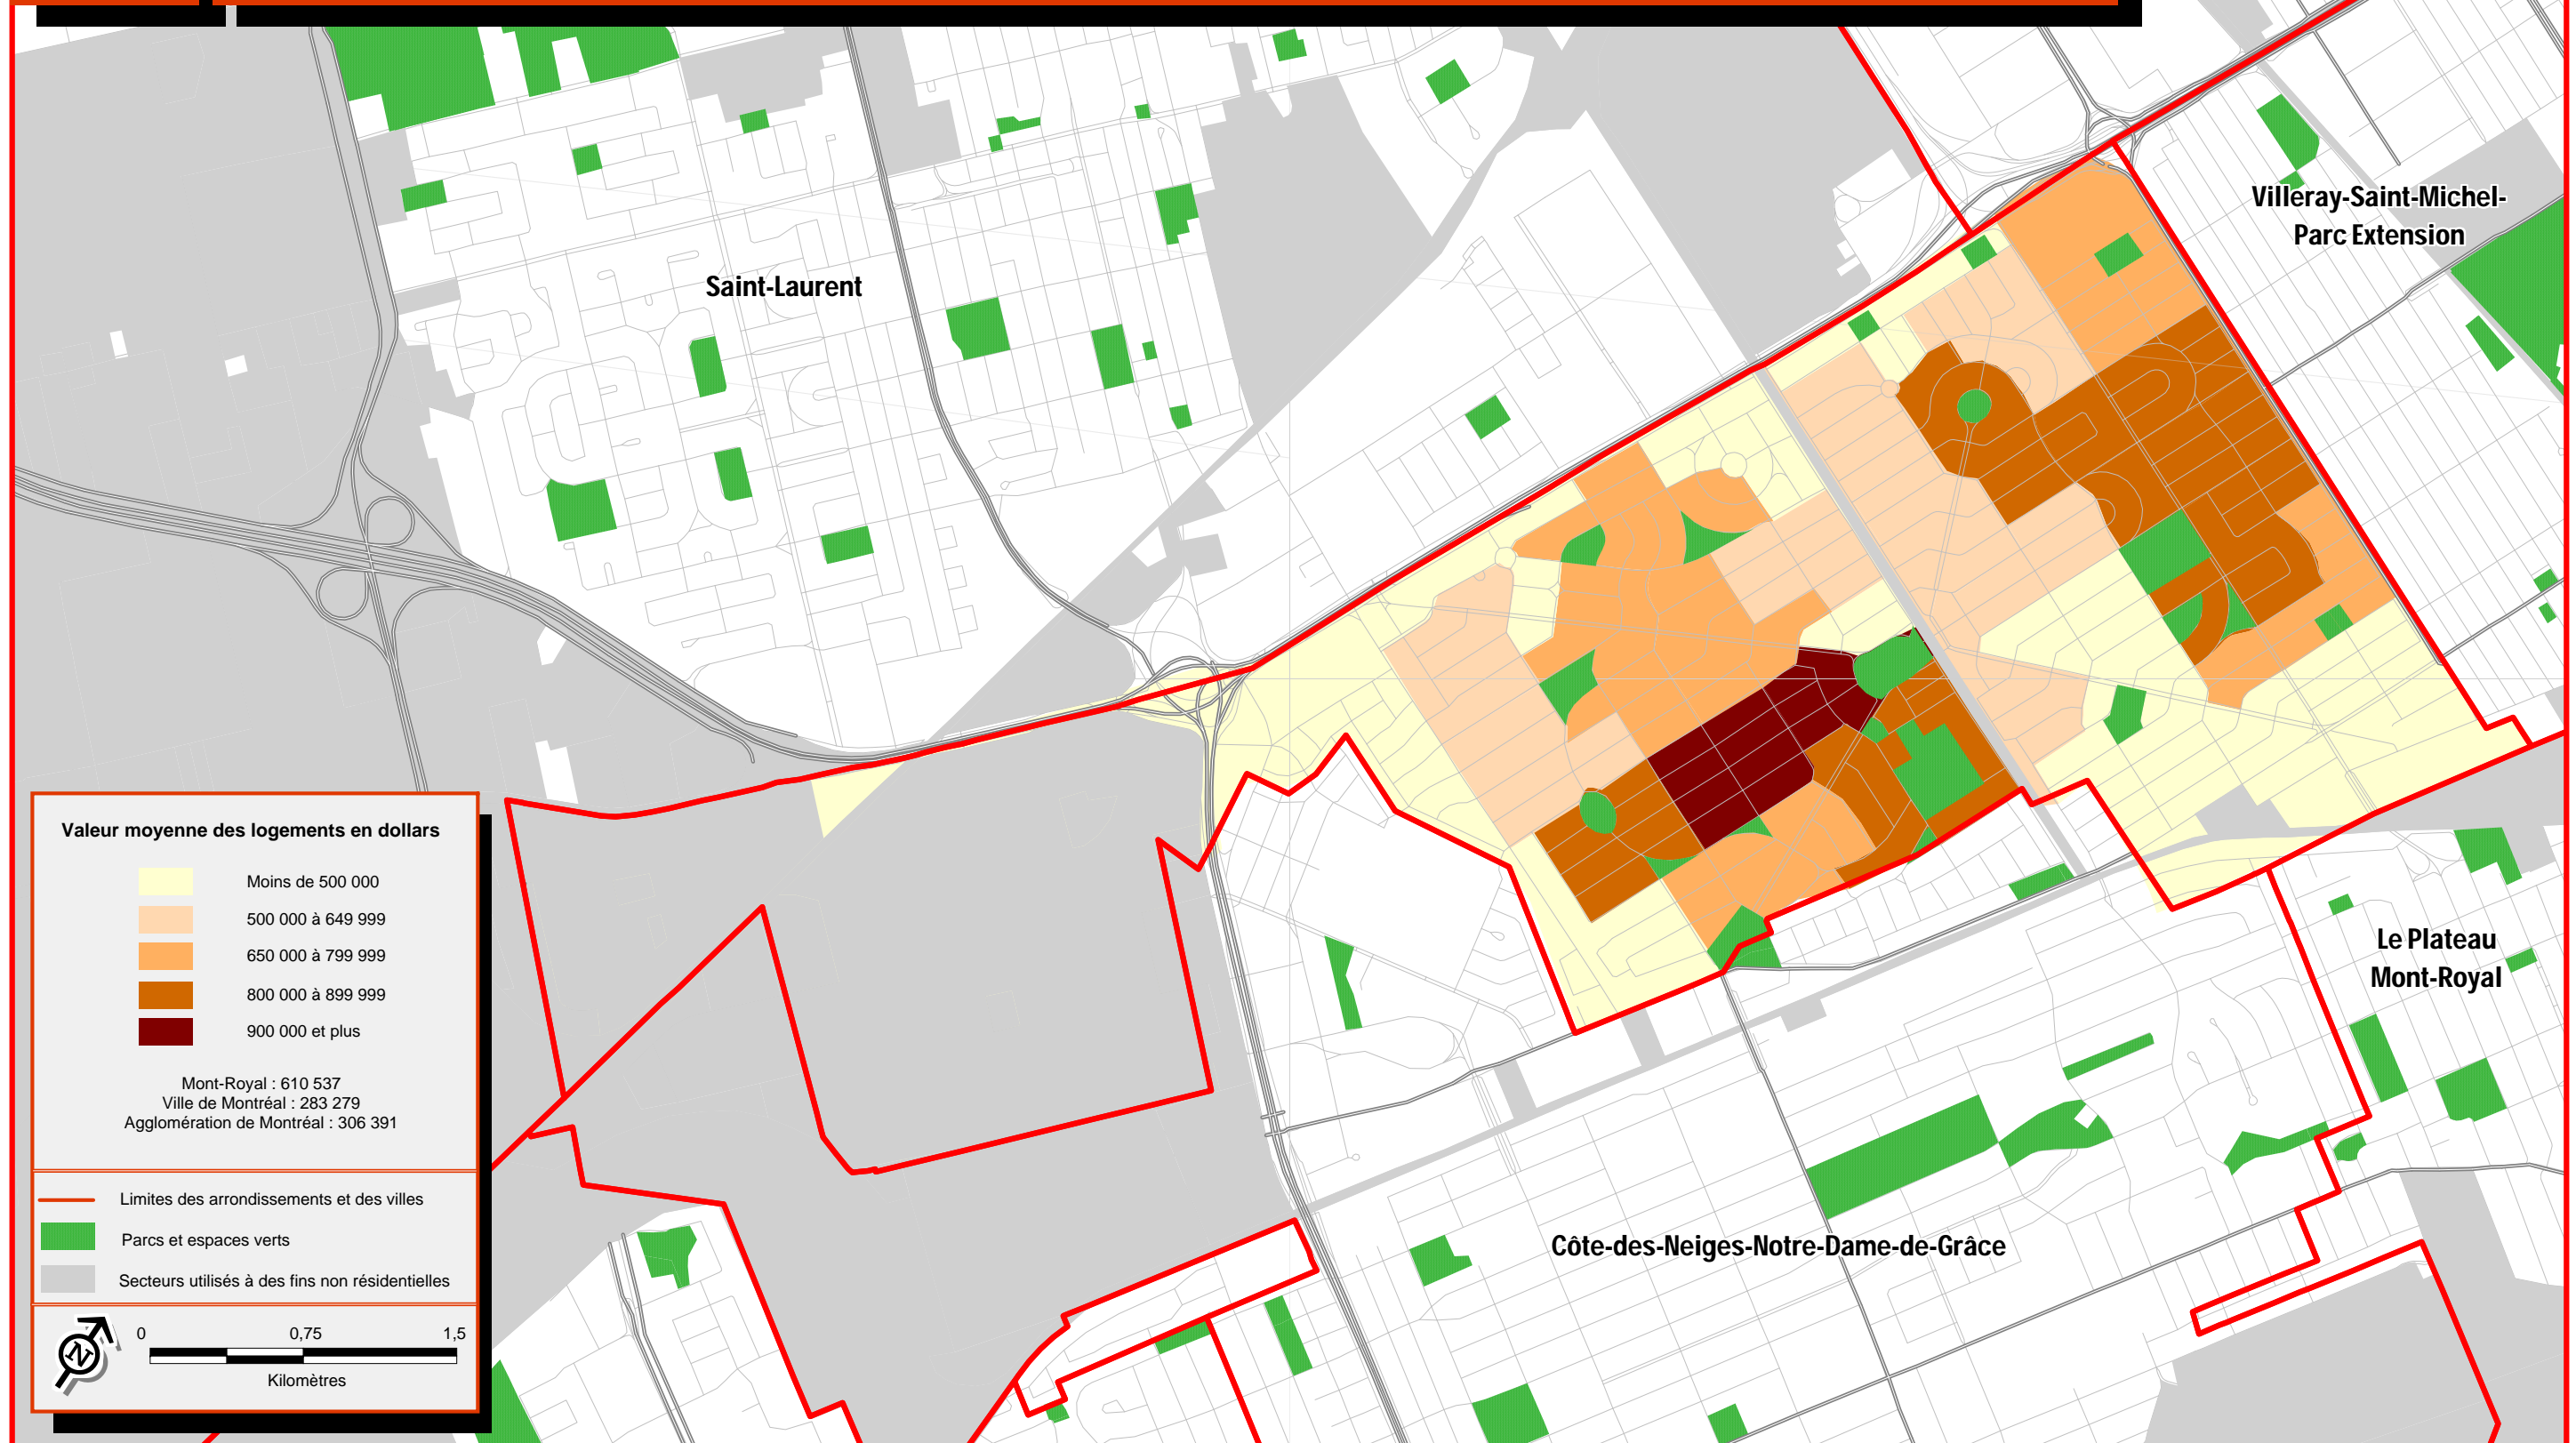 Villeray-Saint-Michel-
Parc Extension
Saint-Laurent
Le Plateau
Mont-Royal
Côte-des-Neiges-Notre-Dame-de-Grâce
Valeur moyenne des logements en dollars
Moins de 500 000
500 000 à 649 999
650 000 à 799 999
800 000 à 899 999
900 000 et plus
Mont-Royal : 610 537
Ville de Montréal : 283 279
Agglomération de Montréal : 306 391
Limites des arrondissements et des villes
Parcs et espaces verts
Secteurs utilisés à des fins non résidentielles
N
0 0,75 1,5
Kilomètres